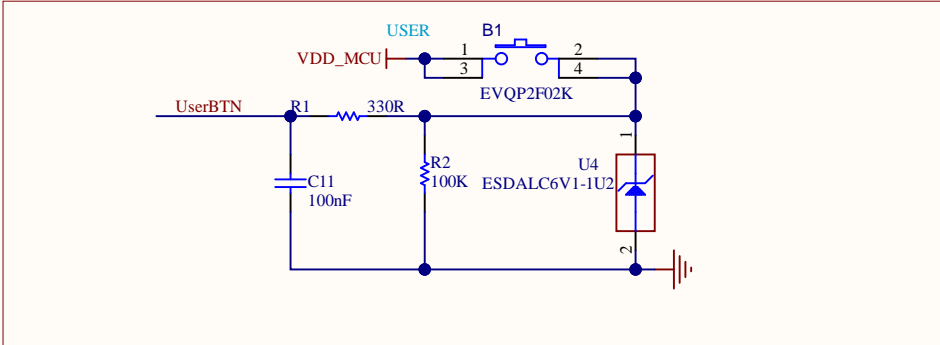 USER
B1
VDD_MCU
1
2
3
4
EVQP2F02K
UserBTN
R1
330R
1
R2
100K
U4
ESDALC6V1-1U2
C11
100nF
2